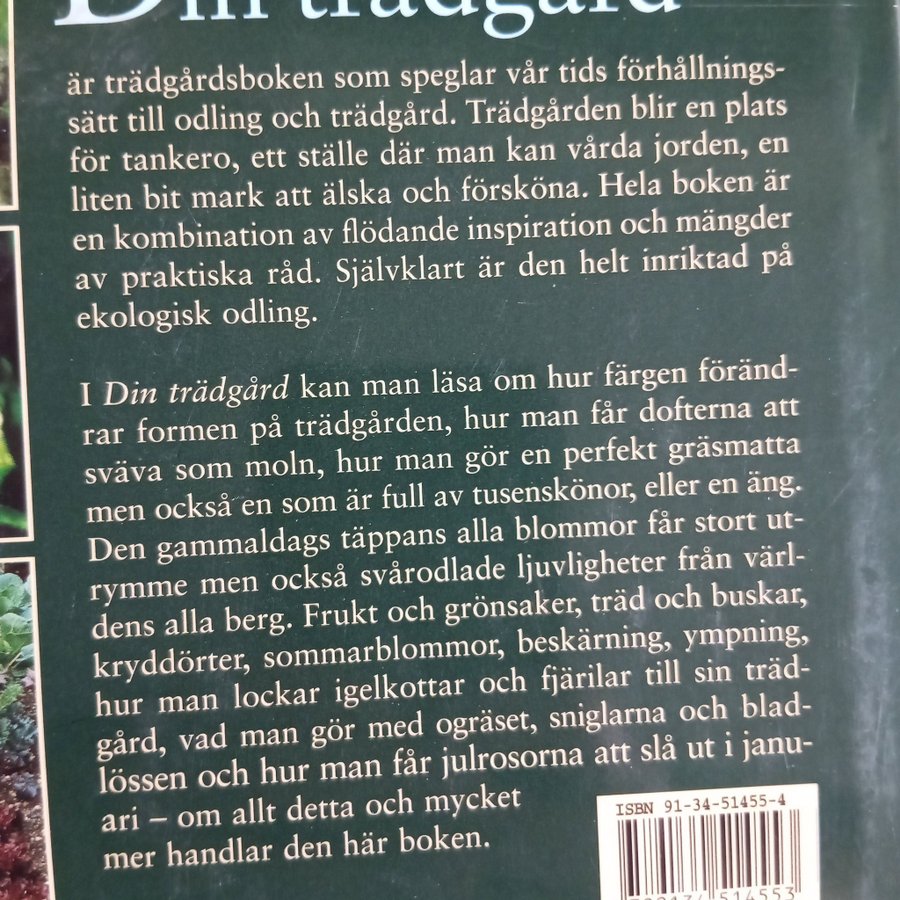 Din trädgård
är trädgårdsboken som speglar vår tids förhållnings-
sätt till odling och trädgård. Trädgården blir en plats
för tankero, ett ställe där man kan vårda jorden, en
liten bit mark att älska och försköna. Hela boken är
en kombination av flödande inspiration och mängder
av praktiska råd. Självklart är den helt inriktad på
ekologisk odling.
I Din trädgård kan man läsa om hur färgen föränd-
rar formen på trädgården, hur man får dofterna att
sväva som moln, hur man gör en perfekt gräsmatta
men också en som är full av tusenskönor, eller en äng.
Den gammaldags täppans alla blommor får stort ut-
rymme men också svårodlade ljuvligheter från värl-
dens alla berg. Frukt och grönsaker, träd och buskar,
kryddörter, sommarblommor, beskärning, ympning,
hur man lockar igelkottar och fjärilar till sin träd-
gård, vad man gör med ogräset, sniglarna och blad-
lössen och hur man får julrosorna att slå ut i janu-
ari – om allt detta och mycket
mer handlar den här boken.
ISBN 91-34-51455-4
514553